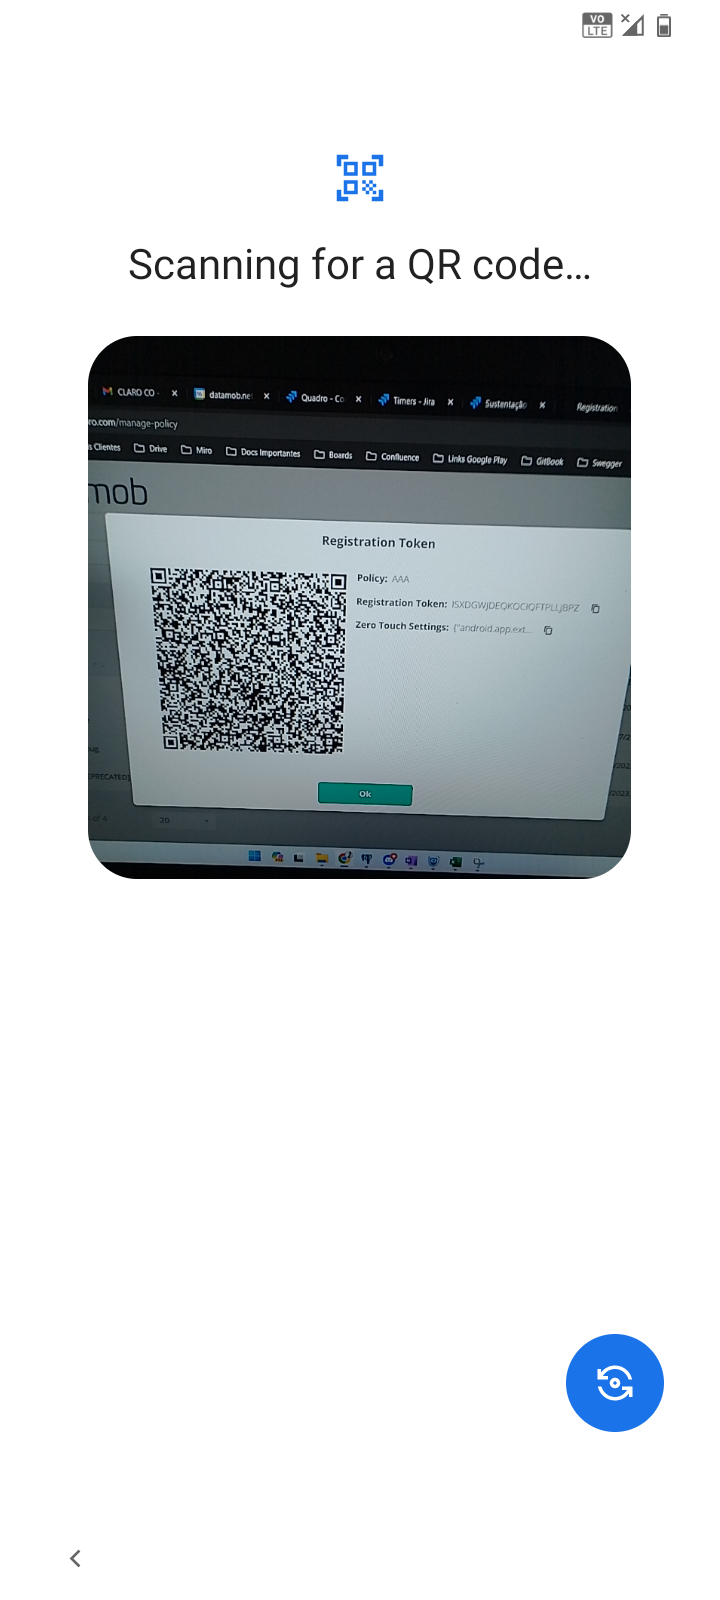 VO
LTE
Scanning for a QR code...
CLARO CO -
datamob.ne
Quadro - Co
Timers - Jira
Sustentação
Registration
ro.com/manage-policy
s Clientes
Drive
Miro
Docs Importantes
Boards
Confluence
Links Google Play
GitBook
Swegger
mob
Registration Token
Policy: AAA
Registration Token:
Zero Touch Settings: {"android.app.ext...
Ok
20
of 4